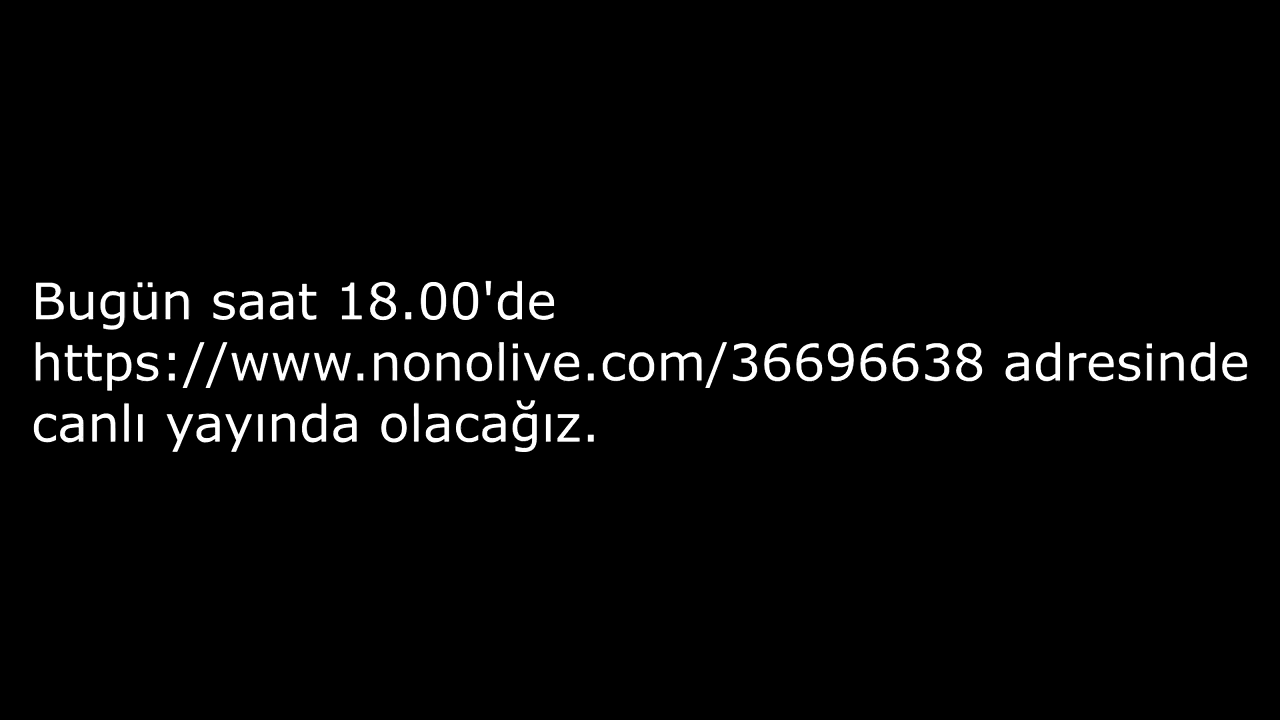 Bugün saat 18.00'de
https://www.nonolive.com/36696638 adresinde
canlı yayında olacağız.